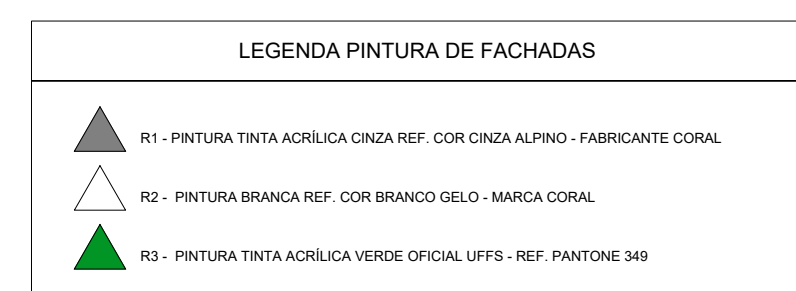 LEGENDA PINTURA DE FACHADAS
R1 - PINTURA TINTA ACRÍLICA CINZA REF. COR CINZA ALPINO - FABRICANTE CORAL
R2 - PINTURA BRANCA REF. COR BRANCO GELO - MARCA CORAL
R3 - PINTURA TINTA ACRÍLICA VERDE OFICIAL UFFS - REF. PANTONE 349